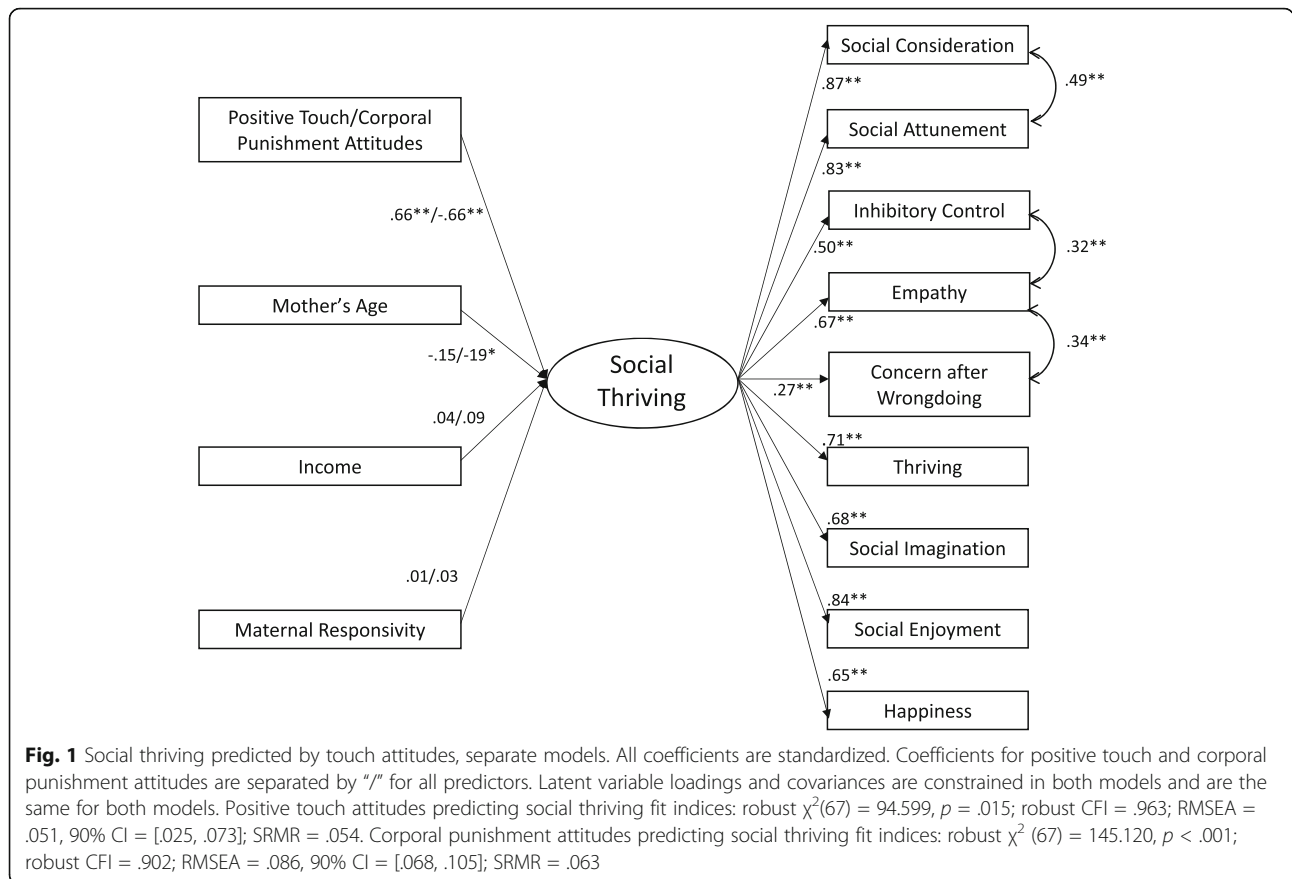 Social Consideration
.87**
.49**
Positive Touch/Corporal
Punishment Attitudes
Social Attunement
.83**
.66**/-.66**
Inhibitory Control
.50**
.32**
Mother's Age
Empathy
.67**
-.15/-19*
.34**
Social
Thriving
Concern after
Wrongdoing
.27**
.04/.09
.71**
Income
Thriving
.68**
Social Imagination
.01/.03
.84**
Maternal Responsivity
Social Enjoyment
.65**
Happiness
Fig. 1 Social thriving predicted by touch attitudes, separate models. All coefficients are standardized. Coefficients for positive touch and corporal
punishment attitudes are separated by “/” for all predictors. Latent variable loadings and covariances are constrained in both models and are the
same for both models. Positive touch attitudes predicting social thriving fit indices: robust χ²(67) = 94.599, p = .015; robust CFI = .963; RMSEA =
.051, 90% CI = [.025, .073]; SRMR = .054. Corporal punishment attitudes predicting social thriving fit indices: robust χ² (67) = 145.120, p < .001;
robust CFI = .902; RMSEA = .086, 90% CI = [.068, .105]; SRMR = .063